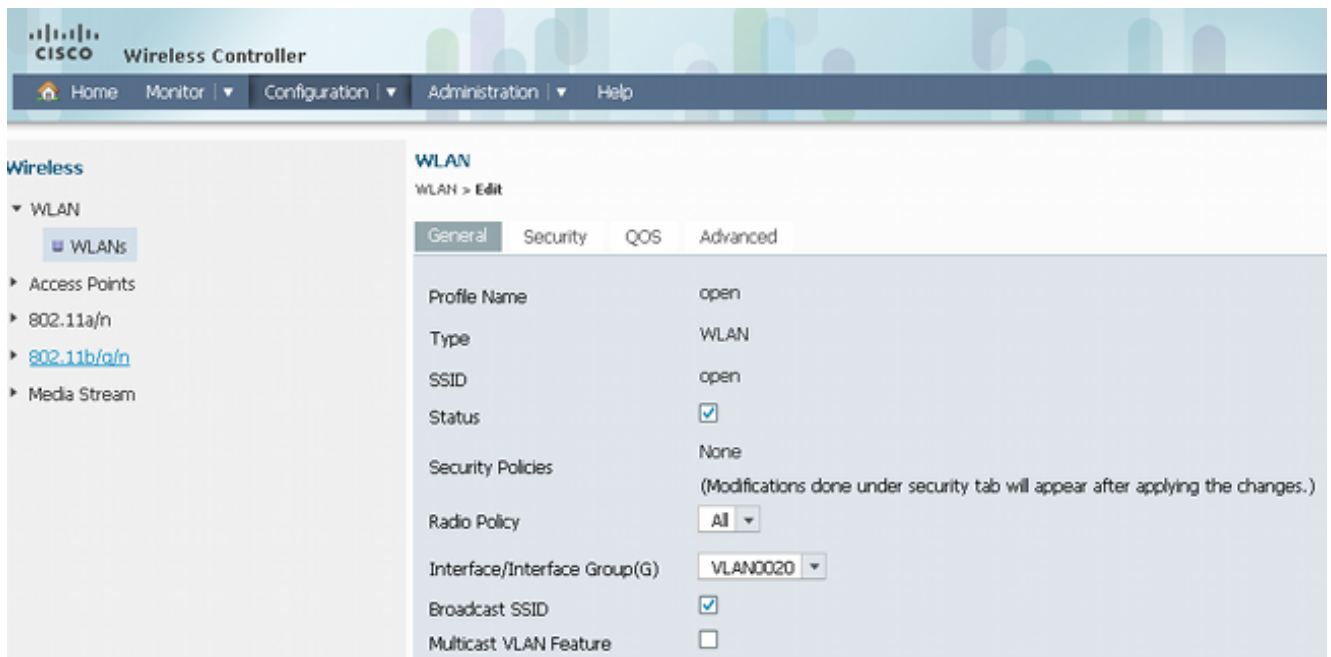 CISCO Wireless Controller
Home Monitor Configuration Administration Help
Wireless
WLAN
WLANs
Access Points
802.11a/n
802.11b/g/n
Media Stream
WLAN
WLAN > Edit
General Security QOS Advanced
Profile Name open
Type WLAN
SSID open
Status
Security Policies None
(Modifications done under security tab will appear after applying the changes.)
Radio Policy All
Interface/Interface Group(G) VLAN0020
Broadcast SSID
Multicast VLAN Feature